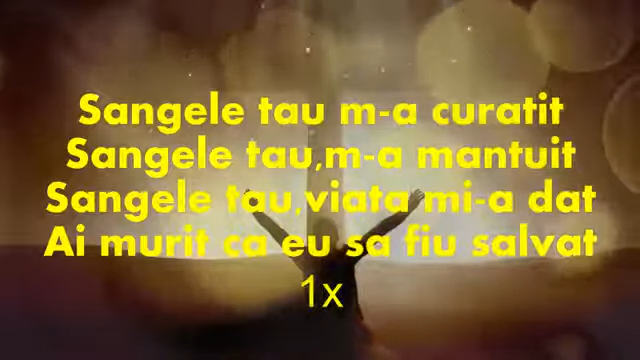 Sangele tau m-a curatit
Sangele tau,m-a mantuit
Sangele tau,viata mi-a dat
Ai murit ca eu sa fiu salvat
1x